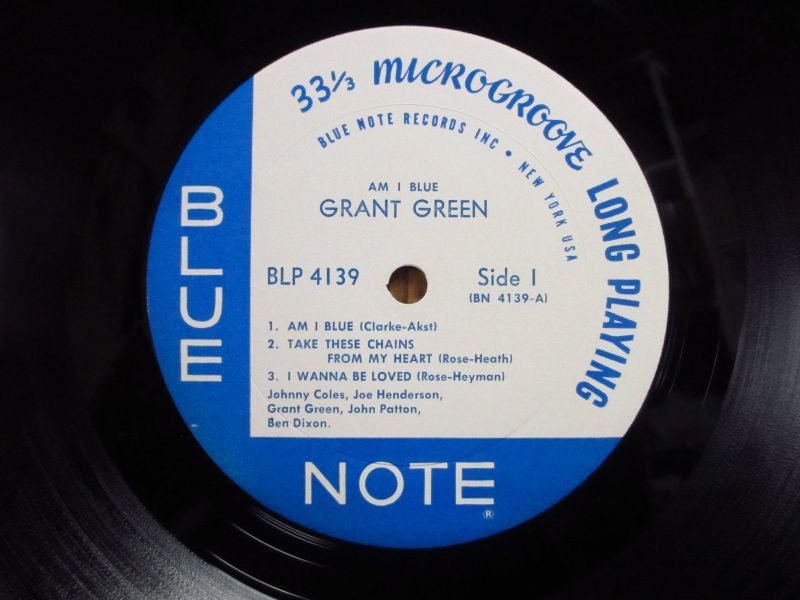 33⅓ MICROGROOVE LONG PLAYING
BLUE NOTE RECORDS INC • NEW YORK USA
AM I BLUE
GRANT GREEN
BLP 4139
Side 1
(BN 4139-A)
1. AM I BLUE (Clarke-Akst)
2. TAKE THESE CHAINS
FROM MY HEART (Rose-Heath)
3. I WANNA BE LOVED (Rose-Heyman)
Johnny Coles, Joe Henderson,
Grant Green, John Patton,
Ben Dixon.
BLUE
NOTE
®